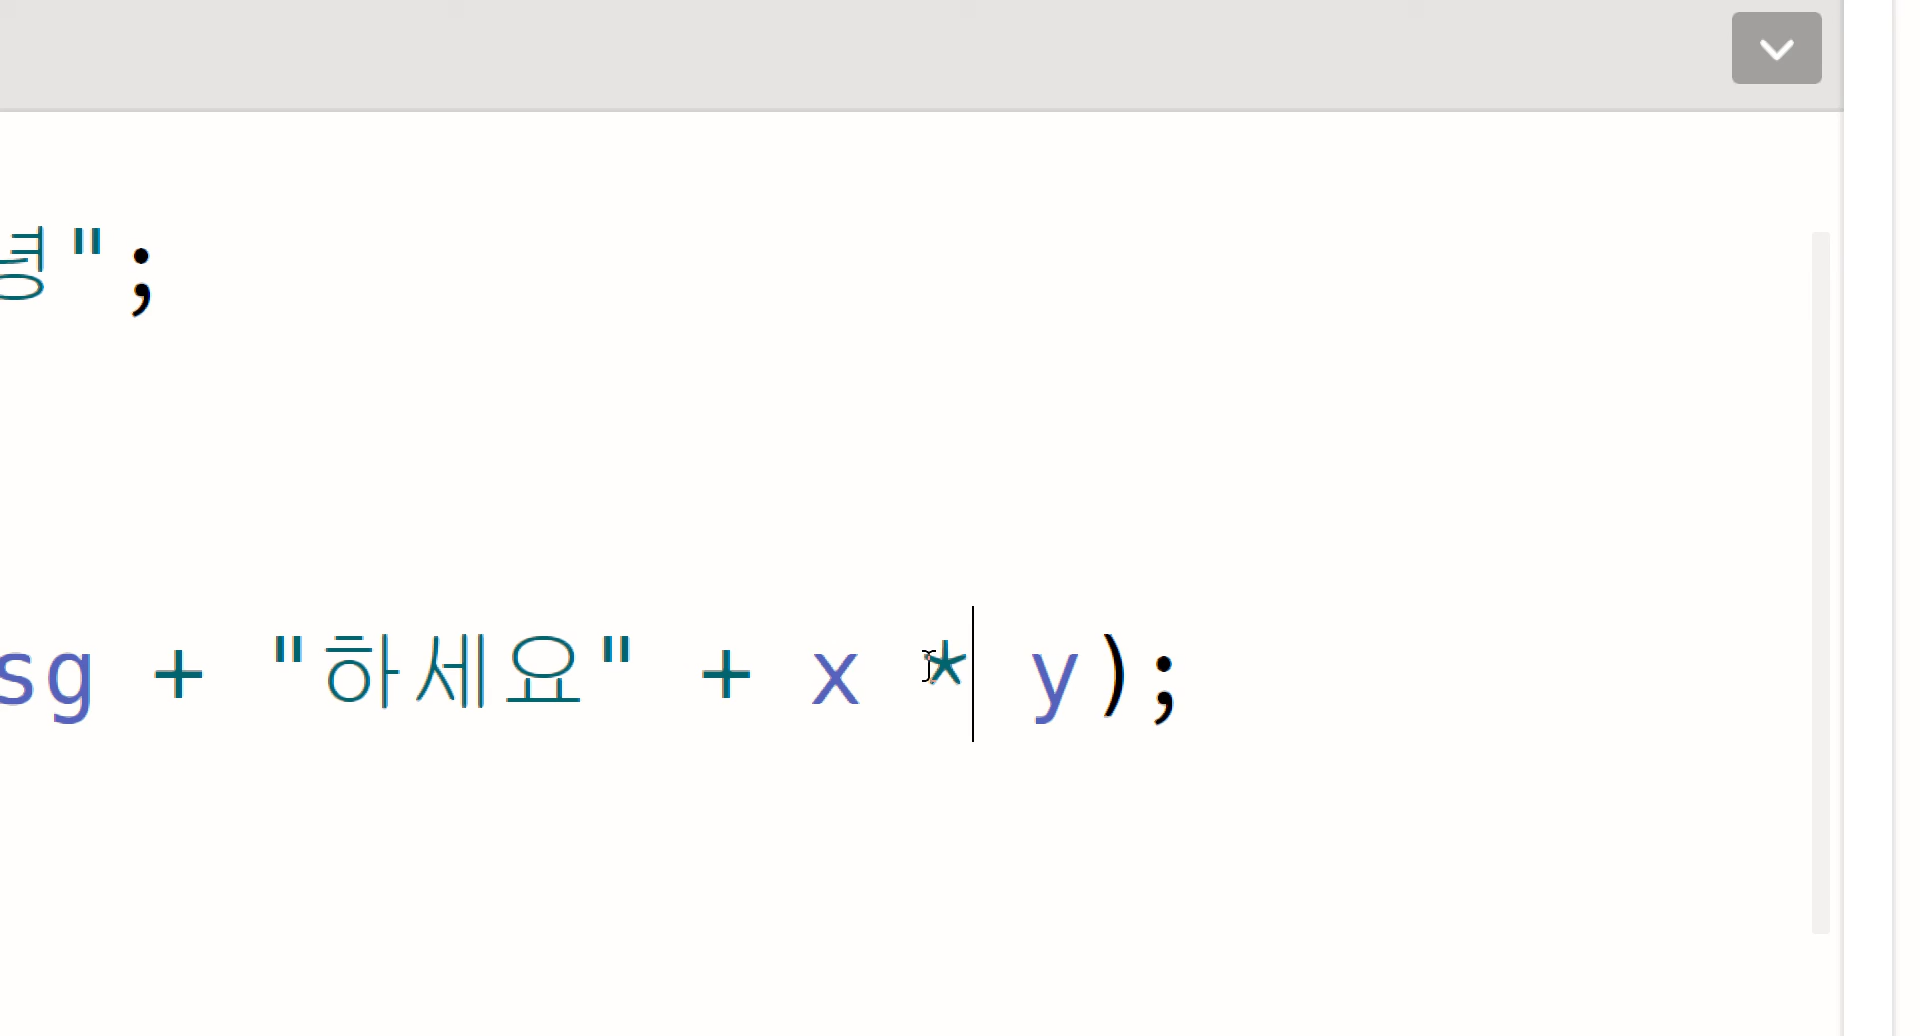 녕";
sg + "하세요" + x * y);